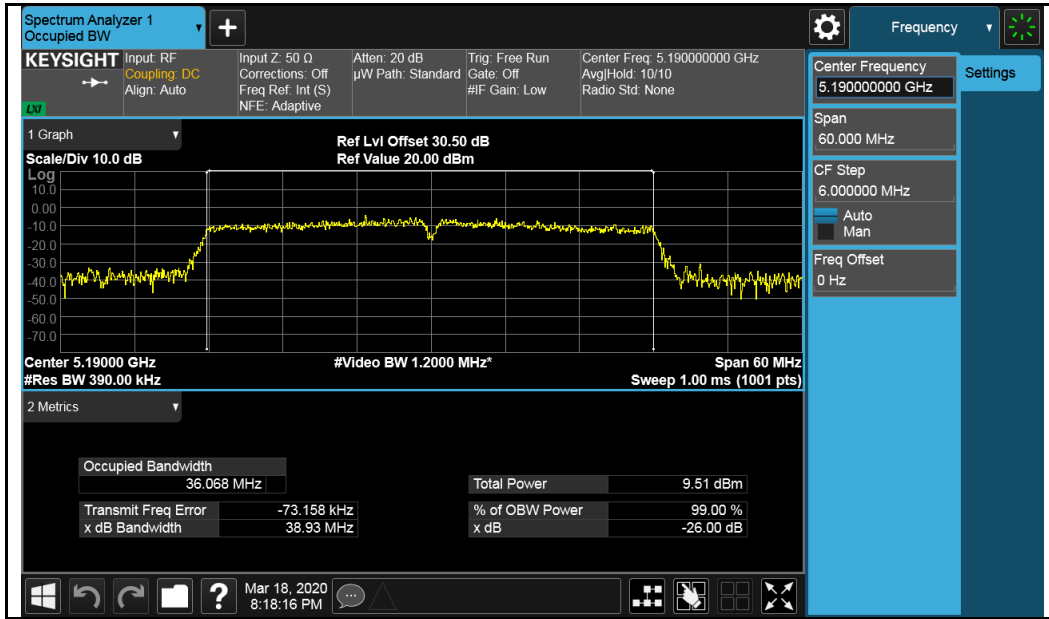 Spectrum Analyzer 1
Occupied BW
+
Frequency
KEYSIGHT
Input: RF
Coupling: DC
Align: Auto
Input Z: 50 Ω
Corrections: Off
Freq Ref: Int (S)
NFE: Adaptive
Atten: 20 dB
µW Path: Standard
Trig: Free Run
Gate: Off
#IF Gain: Low
Center Freq: 5.190000000 GHz
Avg|Hold: 10/10
Radio Std: None
LXI
Center Frequency
5.190000000 GHz
Settings
Span
60.000 MHz
CF Step
6.000000 MHz
Auto
Man
Freq Offset
0 Hz
1 Graph
Scale/Div 10.0 dB
Ref Lvl Offset 30.50 dB
Ref Value 20.00 dBm
Log
10.0
0.00
-10.0
-20.0
-30.0
-40.0
-50.0
-60.0
-70.0
Center 5.19000 GHz
#Video BW 1.2000 MHz*
Span 60 MHz
#Res BW 390.00 kHz
Sweep 1.00 ms (1001 pts)
2 Metrics
Occupied Bandwidth
36.068 MHz
Total Power 9.51 dBm
Transmit Freq Error -73.158 kHz
% of OBW Power 99.00 %
x dB Bandwidth 38.93 MHz
x dB -26.00 dB
?
Mar 18, 2020
8:18:16 PM